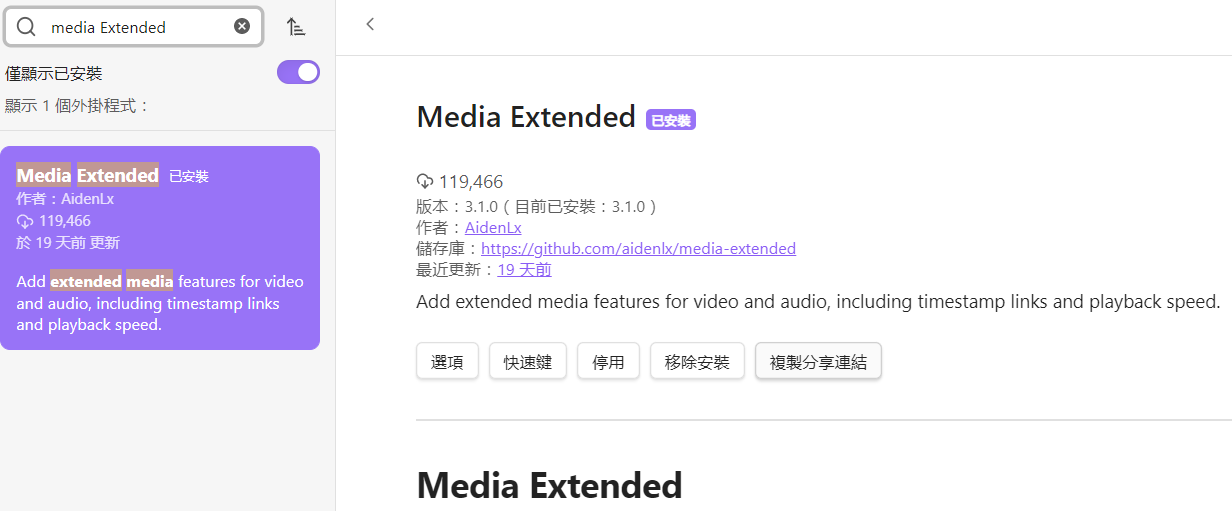 media Extended
僅顯示已安裝
顯示 1 個外掛程式：
Media Extended 已安裝
作者：AidenLx
119,466
於 19 天前 更新
Add extended media features for video
and audio, including timestamp links
and playback speed.
Media Extended 已安裝
119,466
版本：3.1.0（目前已安裝：3.1.0）
作者：AidenLx
儲存庫：https://github.com/aidenlx/media-extended
最近更新：19 天前
Add extended media features for video and audio, including timestamp links and playback speed.
選項 快速鍵 停用 移除安裝 複製分享連結
Media Extended